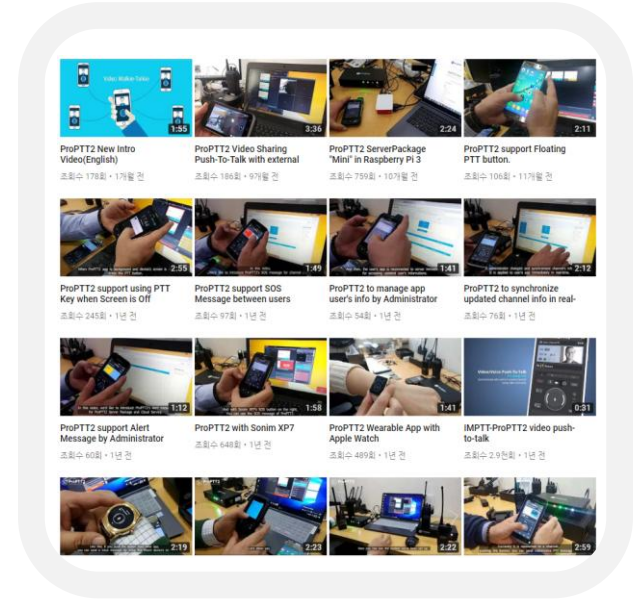 Video Walkie Talkie
1:55
3:36
2:24
2:11
ProPTT2 New Intro
Video(English)
조회수 178회 • 1개월 전
ProPTT2 Video Sharing
Push-To-Talk with external
조회수 186회 • 9개월 전
ProPTT2 ServerPackage
"Mini" in Raspberry Pi 3
조회수 759회 • 10개월 전
ProPTT2 support Floating
PTT button.
조회수 106회 • 11개월 전
2:55
1:49
1:41
2:12
ProPTT2 support using PTT
Key when Screen is Off
조회수 245회 • 1년 전
ProPTT2 support SOS
Message between users
조회수 97회 • 1년 전
ProPTT2 to manage app
user's info by Administrator
조회수 54회 • 1년 전
ProPTT2 to synchronize
updated channel info in real-
조회수 76회 • 1년 전
1:12
1:58
1:41
Video/Voice Push-To-Talk
0:31
ProPTT2 support Alert
Message by Administrator
조회수 60회 • 1년 전
ProPTT2 with Sonim XP7
조회수 648회 • 1년 전
ProPTT2 Wearable App with
Apple Watch
조회수 489회 • 1년 전
IMPTT-ProPTT2 video push-
to-talk
조회수 2.9천회 • 1년 전
2:19
2:23
2:22
2:59